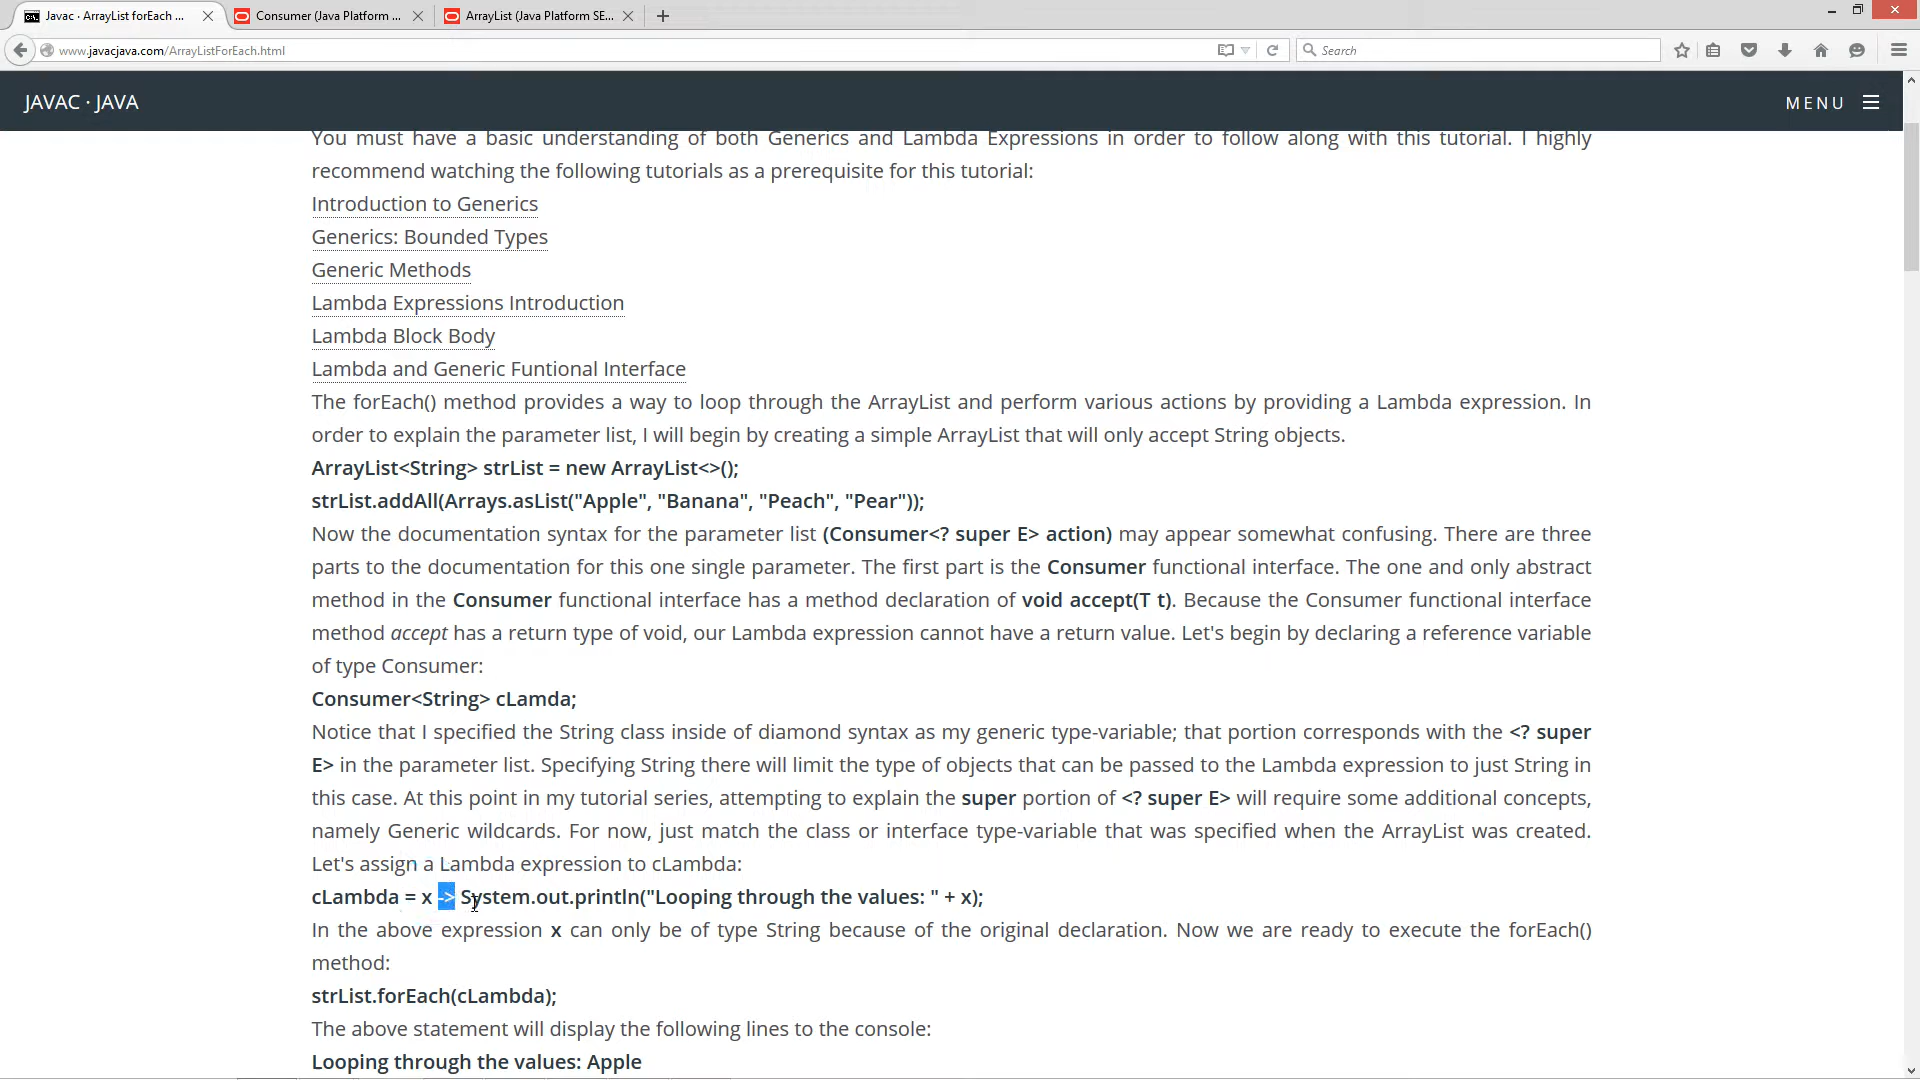 Javac · ArrayList forEach ...
Consumer (Java Platform ...
ArrayList (Java Platform SE...
www.javacjava.com/ArrayListForEach.html
Search
JAVAC · JAVA
MENU
You must have a basic understanding of both Generics and Lambda Expressions in order to follow along with this tutorial. I highly
recommend watching the following tutorials as a prerequisite for this tutorial:
Introduction to Generics
Generics: Bounded Types
Generic Methods
Lambda Expressions Introduction
Lambda Block Body
Lambda and Generic Funtional Interface
The forEach() method provides a way to loop through the ArrayList and perform various actions by providing a Lambda expression. In
order to explain the parameter list, I will begin by creating a simple ArrayList that will only accept String objects.
ArrayList<String> strList = new ArrayList<>();
strList.addAll(Arrays.asList("Apple", "Banana", "Peach", "Pear"));
Now the documentation syntax for the parameter list (Consumer<? super E> action) may appear somewhat confusing. There are three
parts to the documentation for this one single parameter. The first part is the Consumer functional interface. The one and only abstract
method in the Consumer functional interface has a method declaration of void accept(T t). Because the Consumer functional interface
method accept has a return type of void, our Lambda expression cannot have a return value. Let's begin by declaring a reference variable
of type Consumer:
Consumer<String> cLamda;
Notice that I specified the String class inside of diamond syntax as my generic type-variable; that portion corresponds with the <? super
E> in the parameter list. Specifying String there will limit the type of objects that can be passed to the Lambda expression to just String in
this case. At this point in my tutorial series, attempting to explain the super portion of <? super E> will require some additional concepts,
namely Generic wildcards. For now, just match the class or interface type-variable that was specified when the ArrayList was created.
Let's assign a Lambda expression to cLambda:
cLambda = x -> System.out.println("Looping through the values: " + x);
In the above expression x can only be of type String because of the original declaration. Now we are ready to execute the forEach()
method:
strList.forEach(cLambda);
The above statement will display the following lines to the console:
Looping through the values: Apple